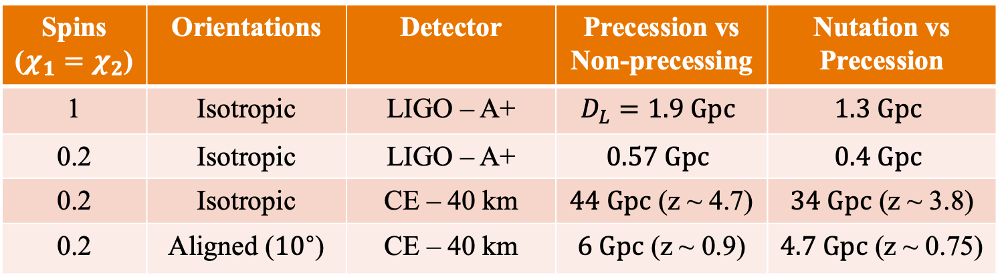 Spins
(χ₁ = χ₂)
Orientations
Detector
Precession vs
Non-precessing
Nutation vs
Precession
1
Isotropic
LIGO – A+
D_L = 1.9 Gpc
1.3 Gpc
0.2
Isotropic
LIGO – A+
0.57 Gpc
0.4 Gpc
0.2
Isotropic
CE – 40 km
44 Gpc (z ~ 4.7)
34 Gpc (z ~ 3.8)
0.2
Aligned (10°)
CE – 40 km
6 Gpc (z ~ 0.9)
4.7 Gpc (z ~ 0.75)